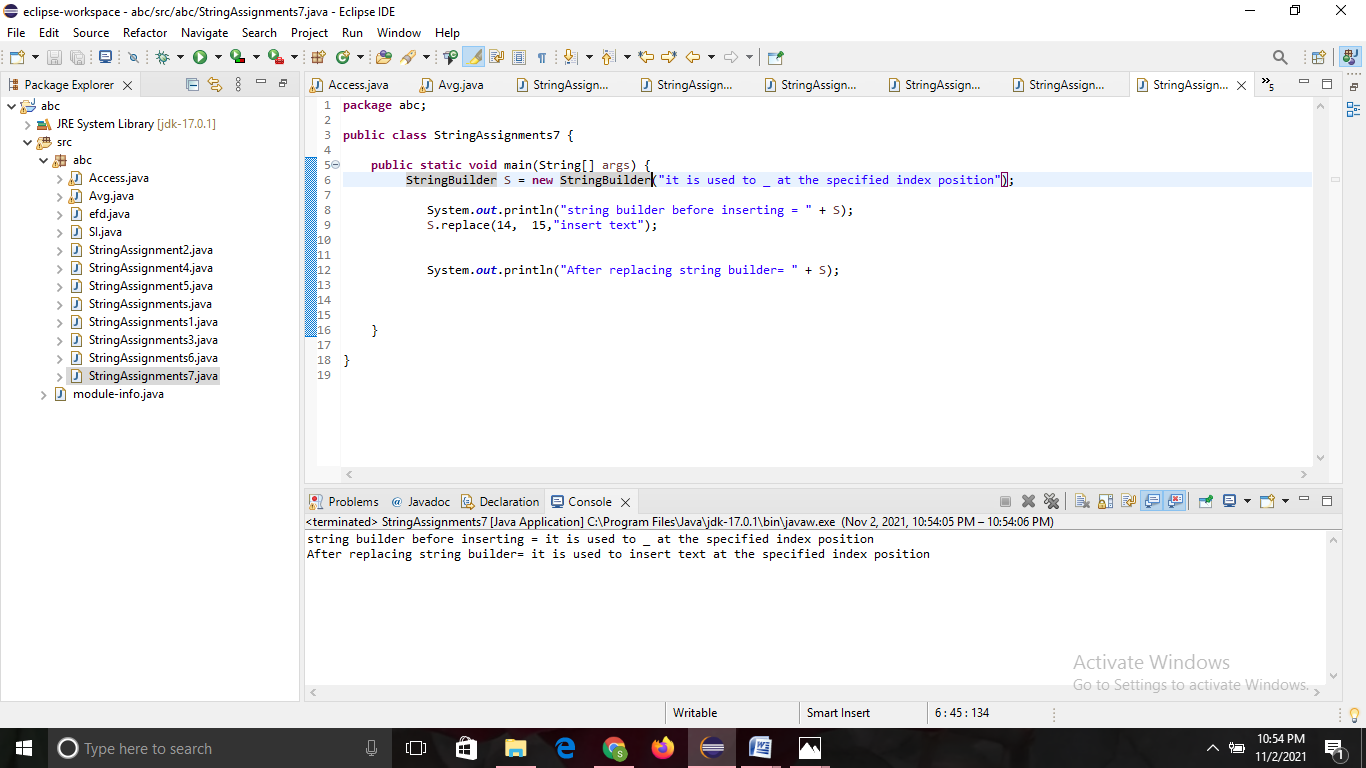 eclipse-workspace - abc/src/abc/StringAssignments7.java - Eclipse IDE
File Edit Source Refactor Navigate Search Project Run Window Help
Package Explorer
abc
JRE System Library [jdk-17.0.1]
src
abc
Access.java
Avg.java
efd.java
SI.java
StringAssignment2.java
StringAssignment4.java
StringAssignment5.java
StringAssignments.java
StringAssignments1.java
StringAssignments3.java
StringAssignments6.java
StringAssignments7.java
module-info.java
Access.java Avg.java StringAssign... StringAssign... StringAssign... StringAssign... StringAssign... StringAssign... »5
1 package abc;
2
3 public class StringAssignments7 {
4
5 public static void main(String[] args) {
6 StringBuilder S = new StringBuilder("it is used to _ at the specified index position");
7
8 System.out.println("string builder before inserting = " + S);
9 S.replace(14, 15,"insert text");
10
11
12 System.out.println("After replacing string builder= " + S);
13
14
15
16 }
17
18 }
19
Problems @ Javadoc Declaration Console
<terminated> StringAssignments7 [Java Application] C:\Program Files\Java\jdk-17.0.1\bin\javaw.exe (Nov 2, 2021, 10:54:05 PM – 10:54:06 PM)
string builder before inserting = it is used to _ at the specified index position
After replacing string builder= it is used to insert text at the specified index position
Activate Windows
Go to Settings to activate Windows.
Writable Smart Insert 6 : 45 : 134
Type here to search
10:54 PM
11/2/2021
1